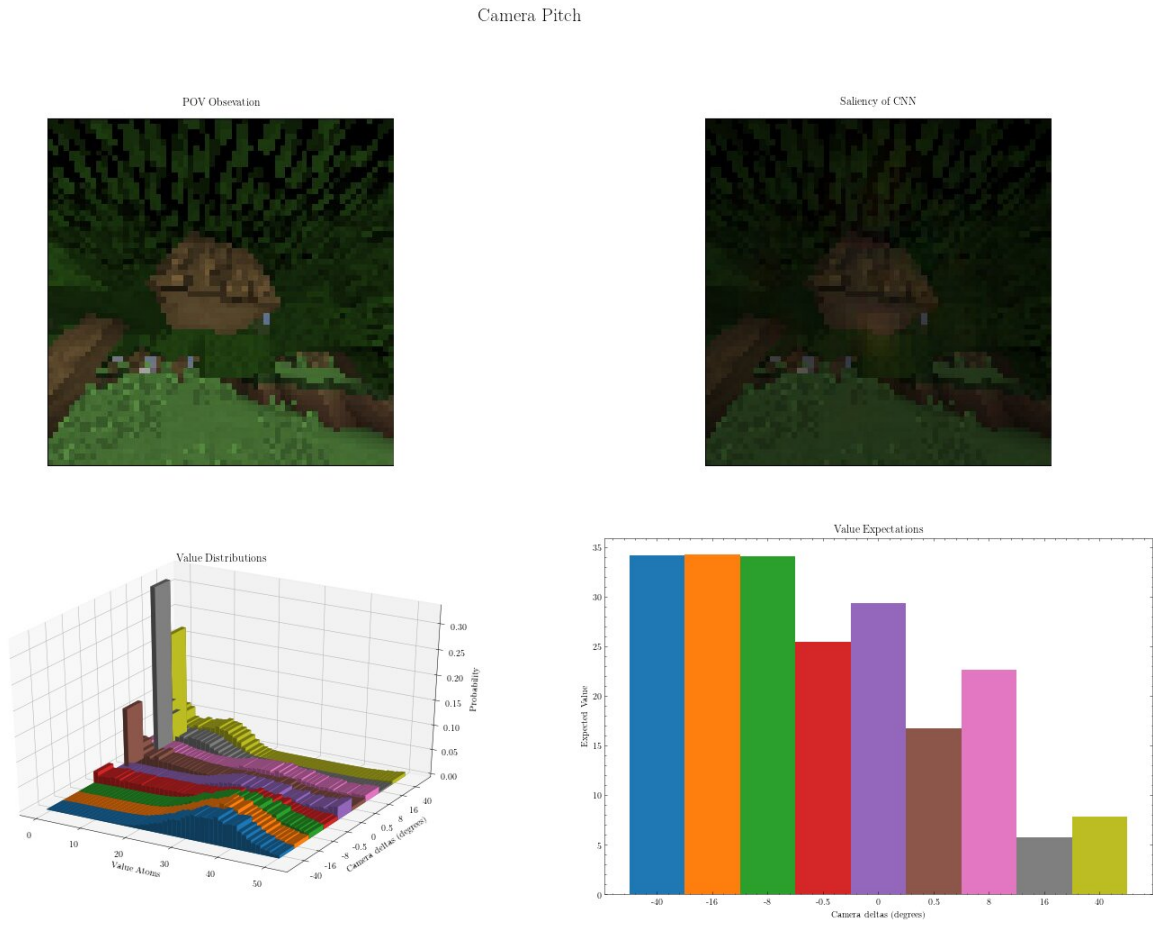 Camera Pitch
POV Obsevation
Saliency of CNN
Value Distributions
0.30
0.25
0.20
0.15
0.10
0.05
0.00
Probability
0
10
20
30
40
50
Value Atoms
-40
-16
-8
-0.5
0
0.5
8
16
40
Camera deltas (degrees)
Value Expectations
35
30
25
20
15
10
5
0
Expected Value
-40 -16 -8 -0.5 0 0.5 8 16 40
Camera deltas (degrees)